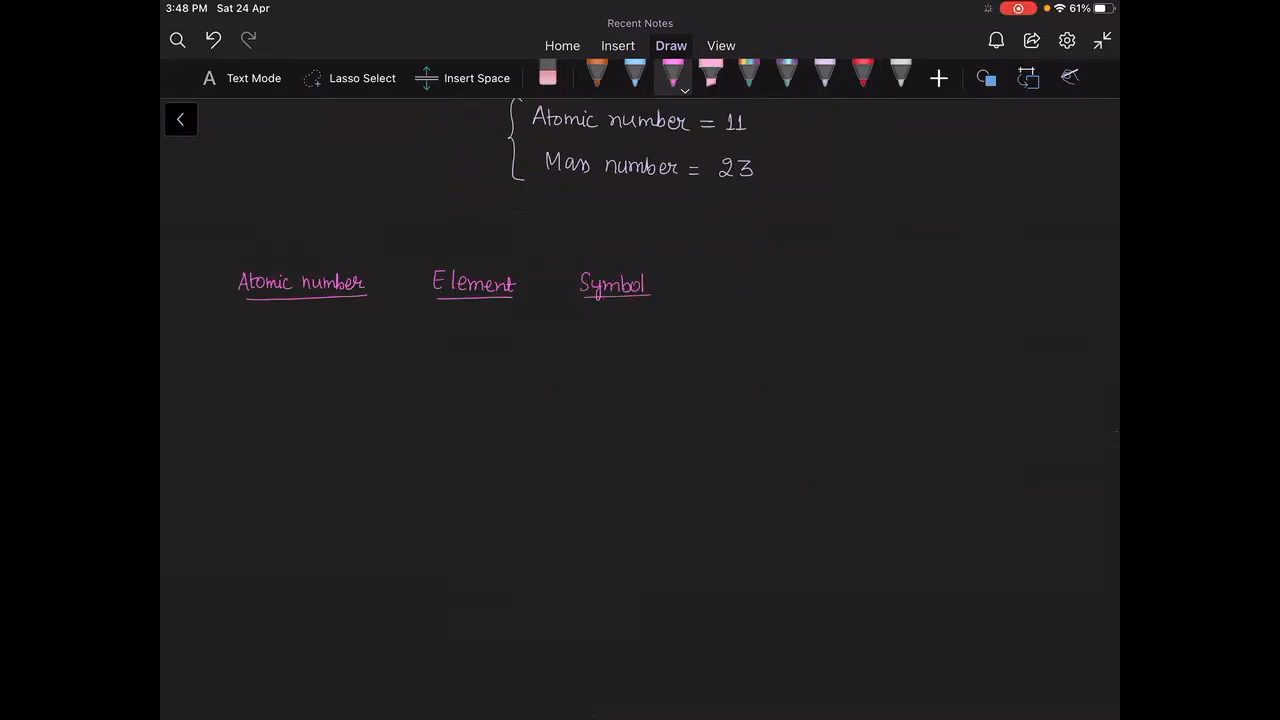 3:48 PM Sat 24 Apr
61%
Recent Notes
Home Insert Draw View
Text Mode Lasso Select Insert Space
Atomic number = 11
Mass number = 23
Atomic number Element Symbol